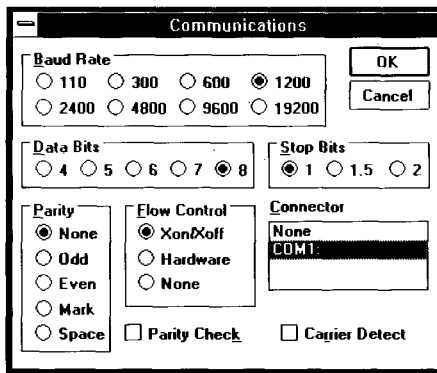 Communications
Baud Rate
110 300 600 1200
2400 4800 9600 19200
OK
Cancel
Data Bits
4 5 6 7 8
Stop Bits
1 1.5 2
Parity
None
Odd
Even
Mark
Space
Flow Control
Xon/Xoff
Hardware
None
Connector
None
COM1:
Parity Check
Carrier Detect